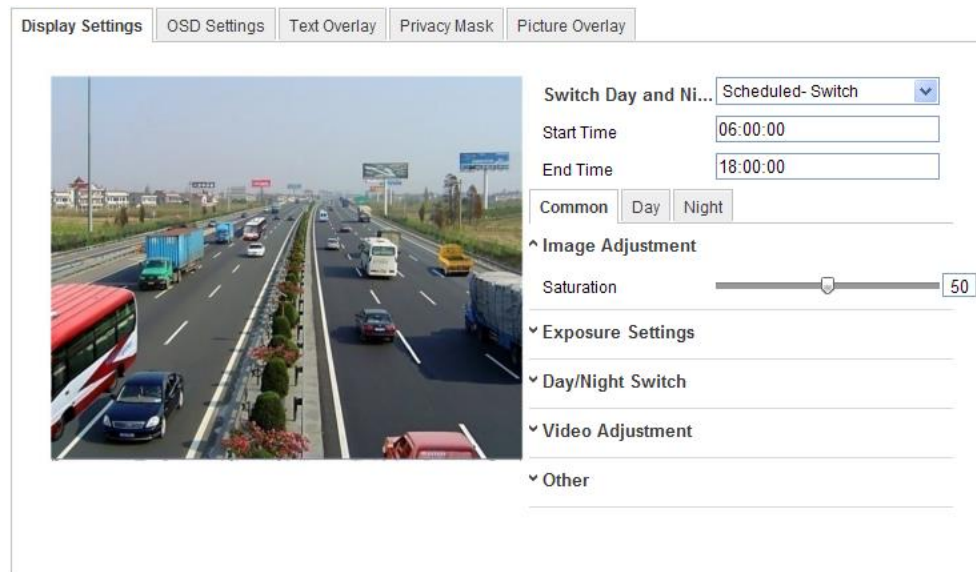 Display Settings OSD Settings Text Overlay Privacy Mask Picture Overlay
Switch Day and Ni... Scheduled- Switch
Start Time 06:00:00
End Time 18:00:00
Common Day Night
Image Adjustment
Saturation 50
Exposure Settings
Day/Night Switch
Video Adjustment
Other